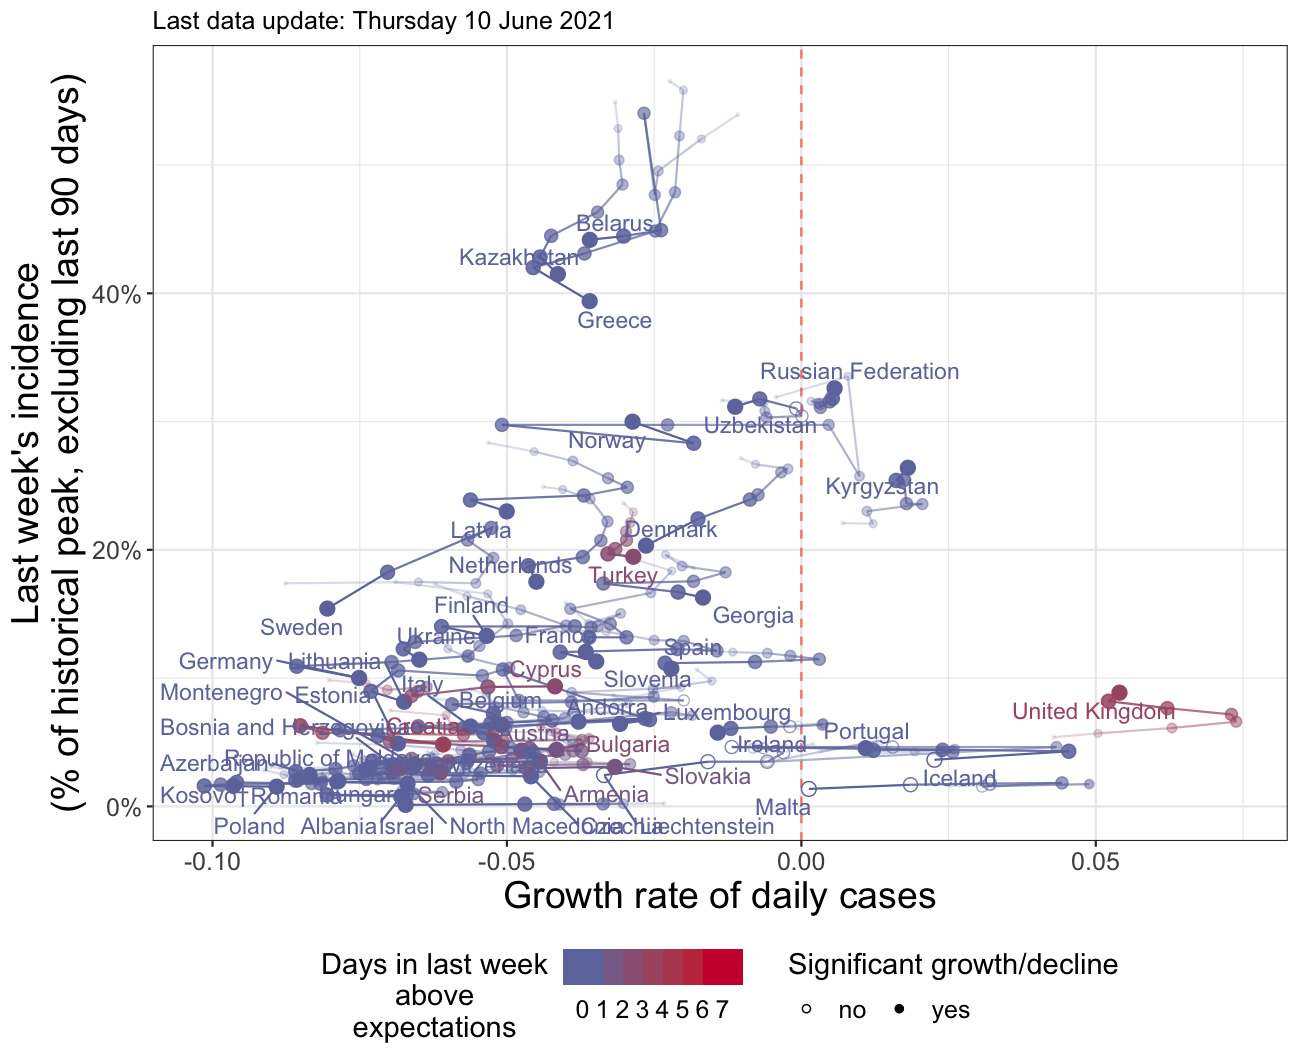 Last data update: Thursday 10 June 2021
Last week's incidence
(% of historical peak, excluding last 90 days)
40%
20%
0%
Belarus
Kazakhstan
Greece
Russian Federation
Uzbekistan
Norway
Kyrgyzstan
Latvia
Denmark
Netherlands
Turkey
Finland
Georgia
Sweden
Ukraine
France
Spain
Germany
Lithuania
Cyprus
Slovenia
Montenegro
Estonia
Italy
Belgium
Andorra
Luxembourg
United Kingdom
Bosnia and Herzegovina
Croatia
Austria
Bulgaria
Ireland
Portugal
Republic of
Azerbaijan
Slovakia
Iceland
Kosovo
Romania
Hungary
Serbia
Armenia
Malta
Poland
Albania
Israel
North Macedonia
Czechia
Liechtenstein
-0.10
-0.05
0.00
0.05
Growth rate of daily cases
Days in last week
above
expectations
0 1 2 3 4 5 6 7
Significant growth/decline
no
yes